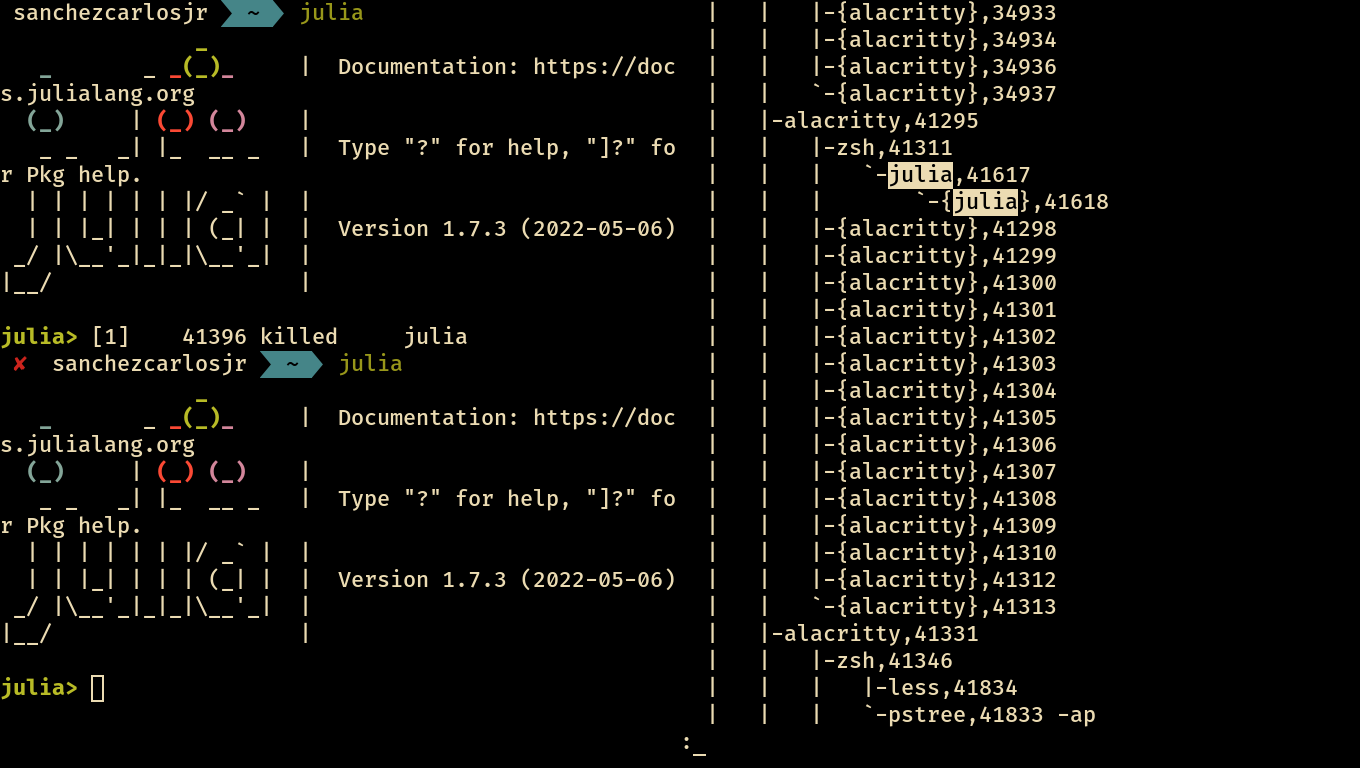 sanchezcarlosjr ~ julia
               _
   _       _ _(_)_     |  Documentation: https://doc
s.julialang.org
  (_)     | (_) (_)    |
   _ _   _| |_  __ _   |  Type "?" for help, "]?" fo
r Pkg help.
  | | | | | | |/ _` |  |
  | | |_| | | | (_| |  |  Version 1.7.3 (2022-05-06)
 _/ |\__'_|_|_|\__'_|  |
|__/                   |
julia> [1]    41396 killed     julia
✘  sanchezcarlosjr ~ julia
               _
   _       _ _(_)_     |  Documentation: https://doc
s.julialang.org
  (_)     | (_) (_)    |
   _ _   _| |_  __ _   |  Type "?" for help, "]?" fo
r Pkg help.
  | | | | | | |/ _` |  |
  | | |_| | | | (_| |  |  Version 1.7.3 (2022-05-06)
 _/ |\__'_|_|_|\__'_|  |
|__/                   |
julia>
|   |   |-{alacritty},34933
|   |   |-{alacritty},34934
|   |   |-{alacritty},34936
|   |   `-{alacritty},34937
|   |-alacritty,41295
|   |   |-zsh,41311
|   |   |   `-julia,41617
|   |   |       `-{julia},41618
|   |   |-{alacritty},41298
|   |   |-{alacritty},41299
|   |   |-{alacritty},41300
|   |   |-{alacritty},41301
|   |   |-{alacritty},41302
|   |   |-{alacritty},41303
|   |   |-{alacritty},41304
|   |   |-{alacritty},41305
|   |   |-{alacritty},41306
|   |   |-{alacritty},41307
|   |   |-{alacritty},41308
|   |   |-{alacritty},41309
|   |   |-{alacritty},41310
|   |   |-{alacritty},41312
|   |   `-{alacritty},41313
|   |-alacritty,41331
|   |   |-zsh,41346
|   |   |   |-less,41834
|   |   |   `-pstree,41833 -ap
:_